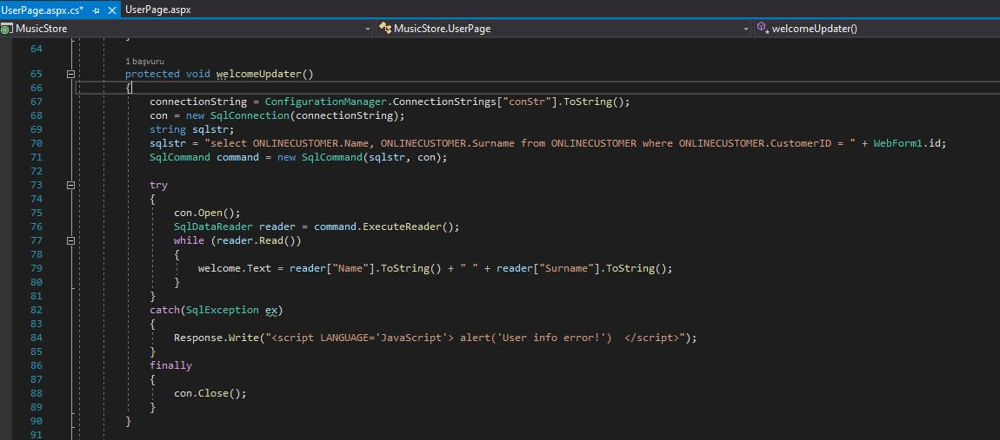 UserPage.aspx.cs* UserPage.aspx
MusicStore MusicStore.UserPage welcomeUpdater()
64
1 başvuru
65 protected void welcomeUpdater()
66 {
67 connectionString = ConfigurationManager.ConnectionStrings["conStr"].ToString();
68 con = new SqlConnection(connectionString);
69 string sqlstr;
70 sqlstr = "select ONLINECUSTOMER.Name, ONLINECUSTOMER.Surname from ONLINECUSTOMER where ONLINECUSTOMER.CustomerID = " + WebForm1.id;
71 SqlCommand command = new SqlCommand(sqlstr, con);
72
73 try
74 {
75 con.Open();
76 SqlDataReader reader = command.ExecuteReader();
77 while (reader.Read())
78 {
79 welcome.Text = reader["Name"].ToString() + " " + reader["Surname"].ToString();
80 }
81 }
82 catch(SqlException ex)
83 {
84 Response.Write("<script LANGUAGE='JavaScript'> alert('User info error!')  </script>");
85 }
86 finally
87 {
88 con.Close();
89 }
90 }
91